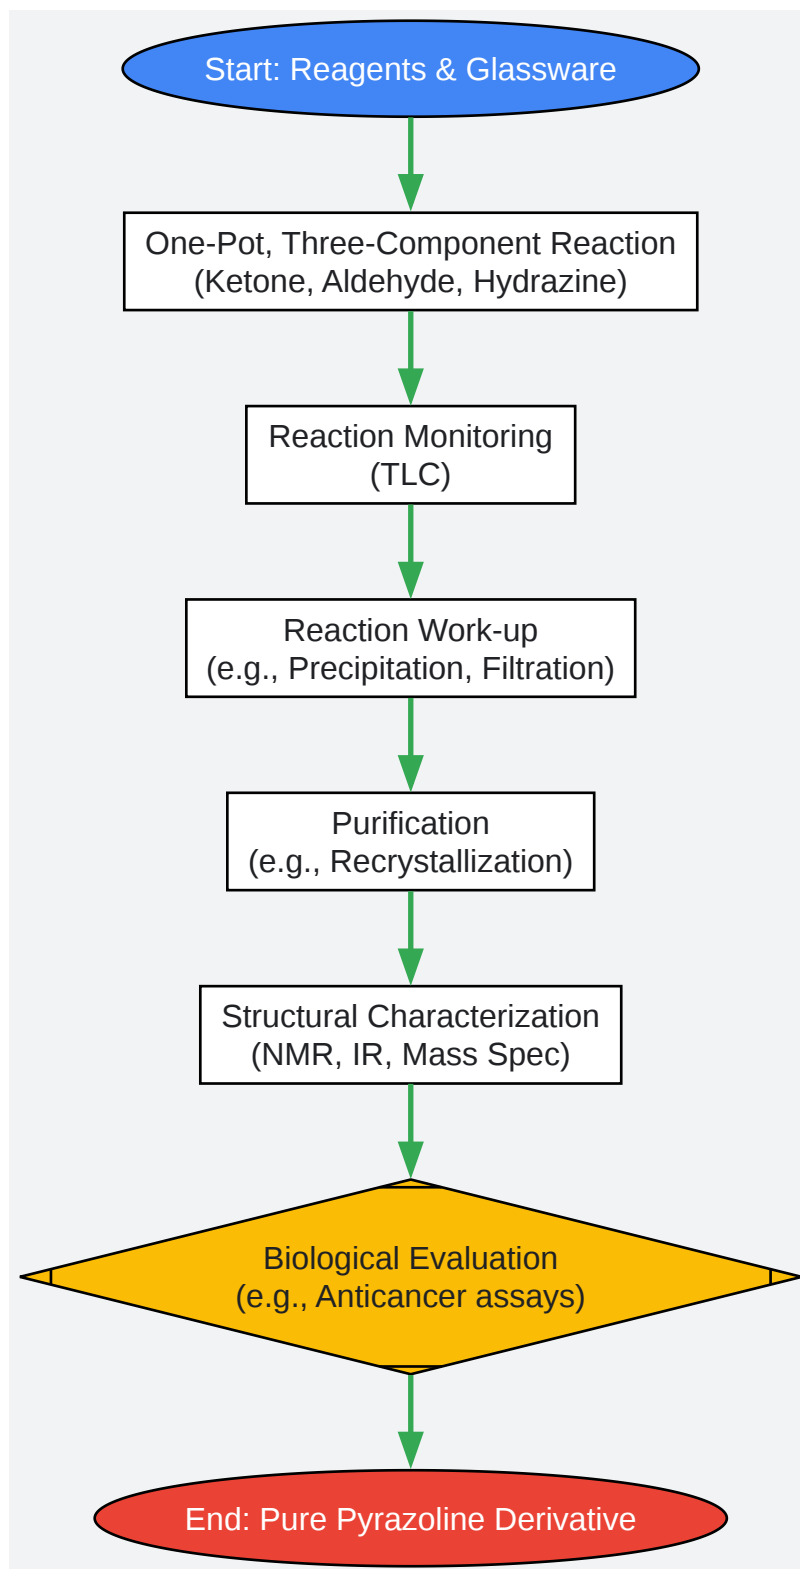 Start: Reagents & Glassware
One-Pot, Three-Component Reaction
(Ketone, Aldehyde, Hydrazine)
Reaction Monitoring
(TLC)
Reaction Work-up
(e.g., Precipitation, Filtration)
Purification
(e.g., Recrystallization)
Structural Characterization
(NMR, IR, Mass Spec)
Biological Evaluation
(e.g., Anticancer assays)
End: Pure Pyrazoline Derivative